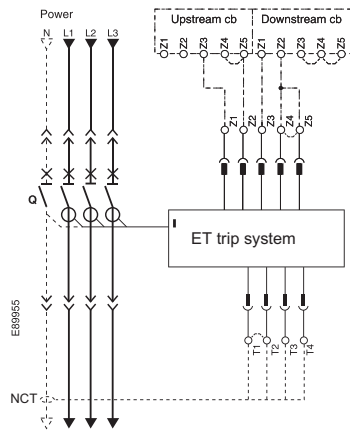 Power
Upstream cb
Downstream cb
N L1 L2 L3
Z1 Z2 Z3 Z4 Z5 Z1 Z2 Z3 Z4 Z5
Z1 Z2 Z3 Z4 Z5
Q
ET trip system
E89955
T1 T2 T3 T4
NCT